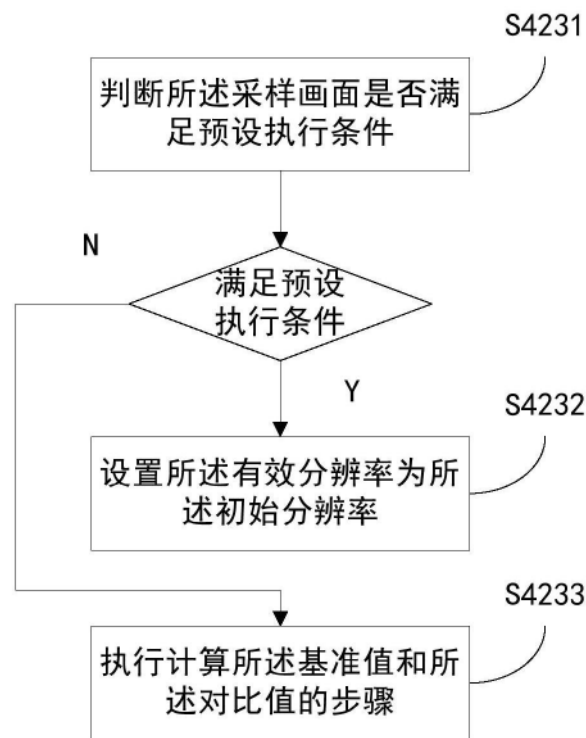 S4231
判断所述采样画面是否满
足预设执行条件
N
满足预设
执行条件
Y
S4232
设置所述有效分辨率为所
述初始分辨率
S4233
执行计算所述基准值和所
述对比值的步骤